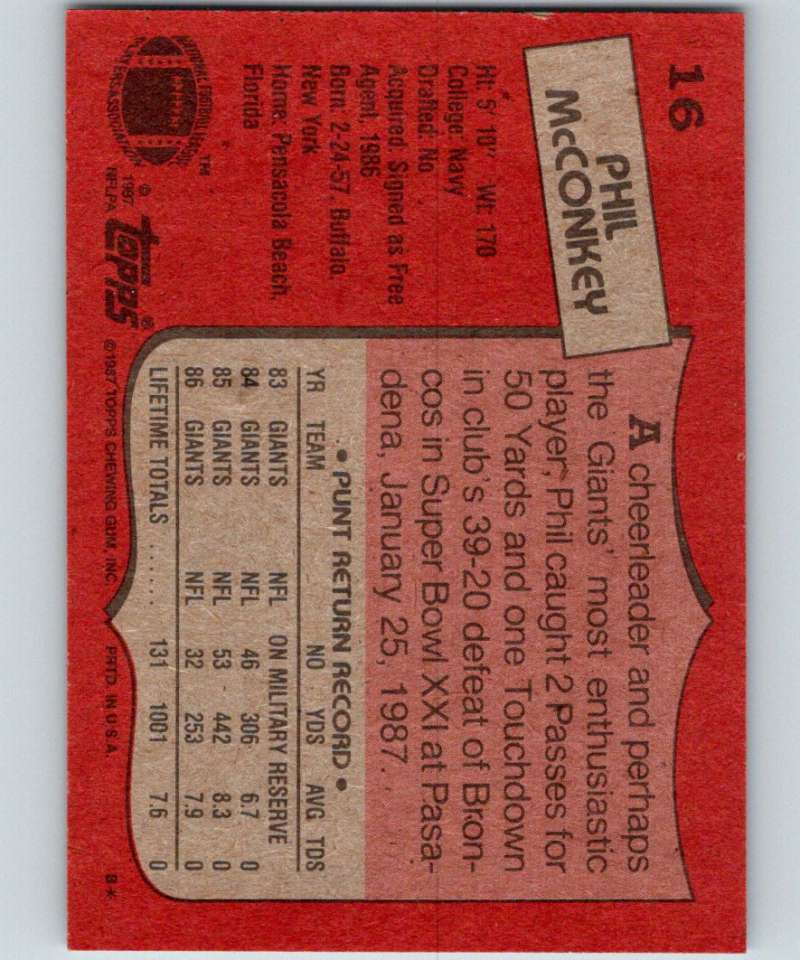 16
PHIL
McCONKEY
Ht: 5' 10" Wt: 170
College: Navy
Drafted: No
Acquired: Signed as Free
Agent, 1986
Born: 2-24-57, Buffalo,
New York
Home: Pensacola Beach,
Florida
TM
© 1987
NFLPA
topps®
A cheerleader and perhaps
the Giants' most enthusiastic
player, Phil caught 2 Passes for
50 Yards and one Touchdown
in club's 39-20 defeat of Bron-
cos in Super Bowl XXI at Pasa-
dena, January 25, 1987.
• PUNT RETURN RECORD •
YR TEAM NO YDS AVG TDS
83 GIANTS NFL ON MILITARY RESERVE
84 GIANTS NFL 46 306 6.7 0
85 GIANTS NFL 53 442 8.3 0
86 GIANTS NFL 32 253 7.9 0
LIFETIME TOTALS ...... 131 1001 7.6 0
©1987 TOPPS CHEWING GUM, INC. PRTD. IN U.S.A. B*